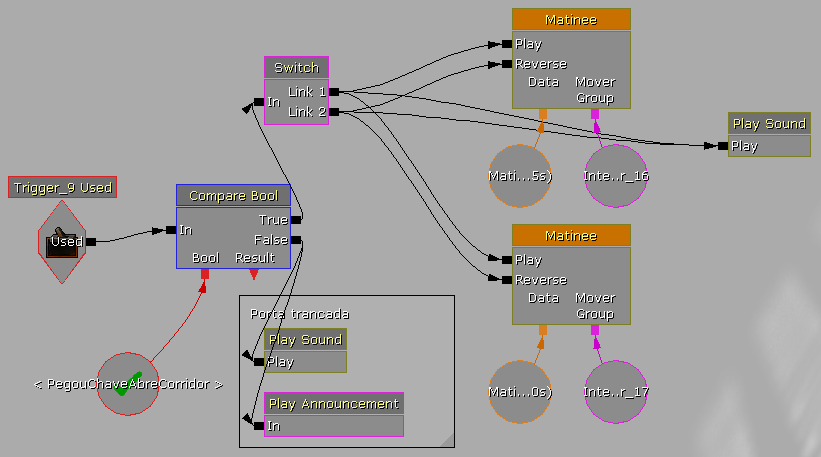 Matinee
Play
Reverse
Data
Mover
Group
Mati...5s)
Inte...r_16
Switch
In
Link 1
Link 2
Play Sound
Play
Trigger_9 Used
Used
Compare Bool
In
True
False
Bool
Result
< PegouChaveAbreCorridor >
Porta trancada
Play Sound
Play
Play Announcement
In
Matinee
Play
Reverse
Data
Mover
Group
Mati...0s)
Inte...r_17